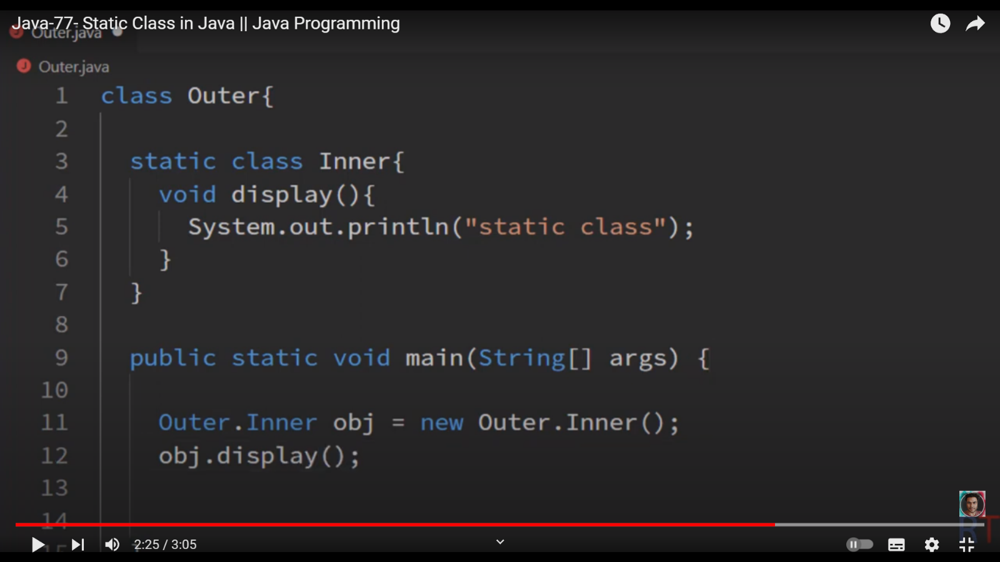 Java-77- Static Class in Java || Java Programming
Outer.java
Outer.java
1 class Outer{
2
3 static class Inner{
4 void display(){
5 System.out.println("static class");
6 }
7 }
8
9 public static void main(String[] args) {
10
11 Outer.Inner obj = new Outer.Inner();
12 obj.display();
13
14
15 }
RT
2:25 / 3:05